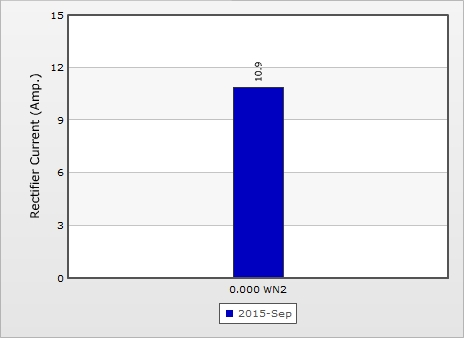 15
12
9
6
3
0
Rectifier Current (Amp.)
10.9
0.000 WN2
2015-Sep